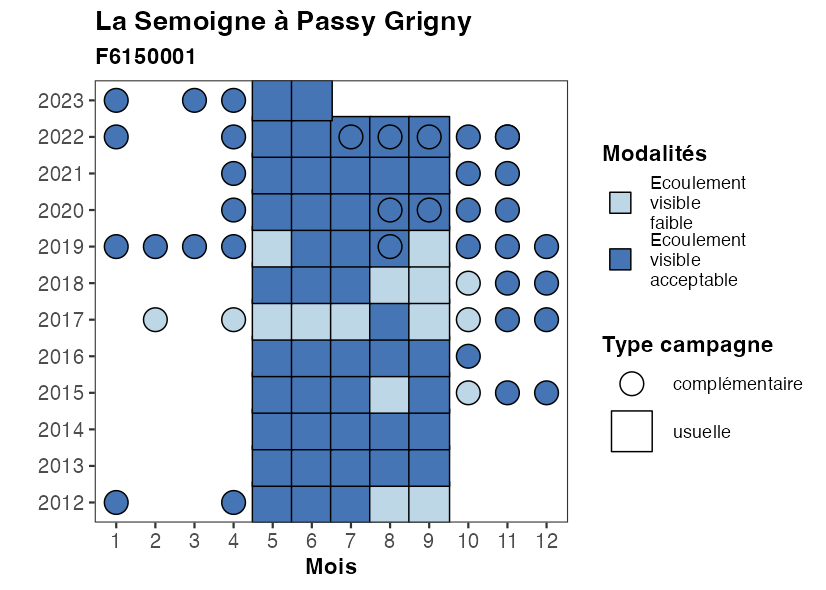 La Semoigne à Passy Grigny
F6150001
2023
2022
2021
2020
2019
2018
2017
2016
2015
2014
2013
2012
1 2 3 4 5 6 7 8 9 10 11 12
Mois
Modalités
Ecoulement
visible
faible
Ecoulement
visible
acceptable
Type campagne
complémentaire
usuelle